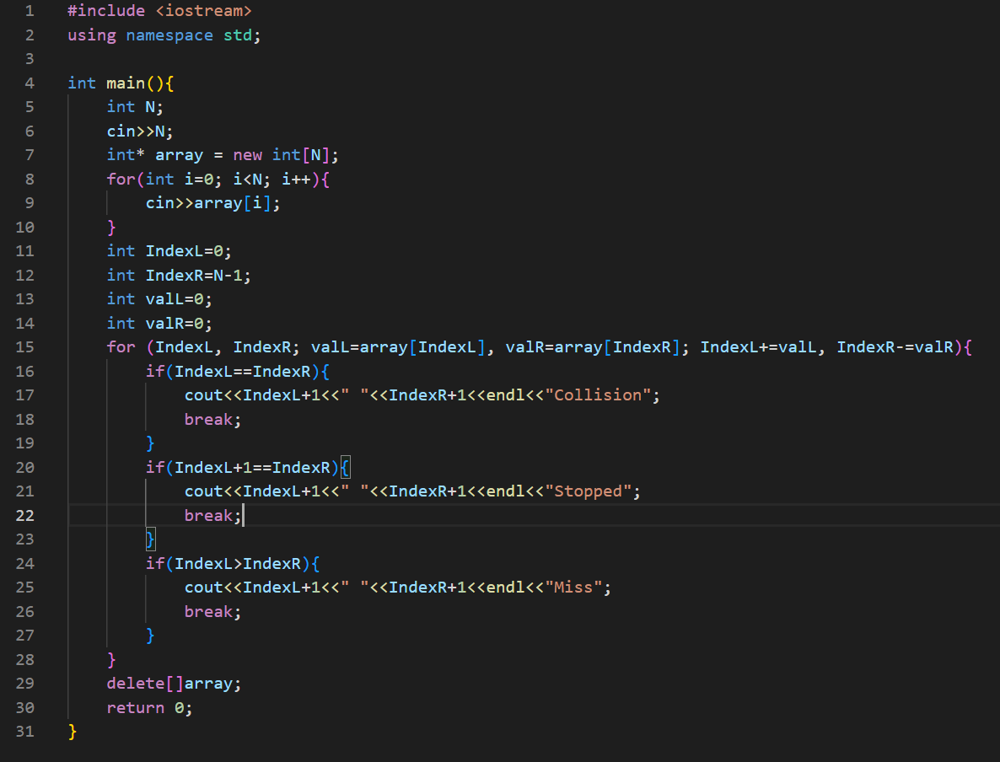 1 #include <iostream>
2 using namespace std;
3
4 int main(){
5     int N;
6     cin>>N;
7     int* array = new int[N];
8     for(int i=0; i<N; i++){
9         cin>>array[i];
10     }
11     int IndexL=0;
12     int IndexR=N-1;
13     int valL=0;
14     int valR=0;
15     for (IndexL, IndexR; valL=array[IndexL], valR=array[IndexR]; IndexL+=valL, IndexR-=valR){
16         if(IndexL==IndexR){
17             cout<<IndexL+1<<" "<<IndexR+1<<endl<<"Collision";
18             break;
19         }
20         if(IndexL+1==IndexR){
21             cout<<IndexL+1<<" "<<IndexR+1<<endl<<"Stopped";
22             break;
23         }
24         if(IndexL>IndexR){
25             cout<<IndexL+1<<" "<<IndexR+1<<endl<<"Miss";
26             break;
27         }
28     }
29     delete[]array;
30     return 0;
31 }